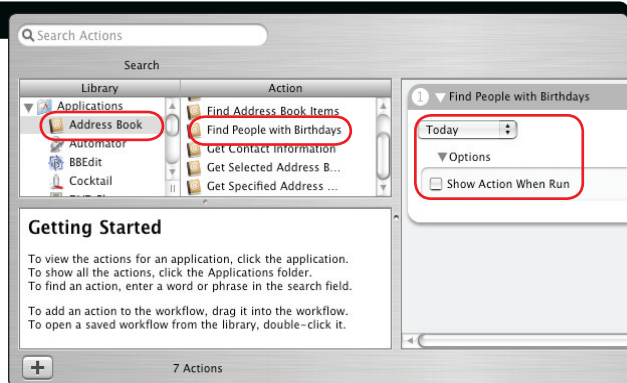 Search Actions
Search
Library
Action
Applications
Address Book
Automator
BBEdit
Cocktail
Find Address Book Items
Find People with Birthdays
Get Contact Information
Get Selected Address B...
Get Specified Address ...
1 Find People with Birthdays
Today
Options
Show Action When Run
Getting Started
To view the actions for an application, click the application.
To show all the actions, click the Applications folder.
To find an action, enter a word or phrase in the search field.
To add an action to the workflow, drag it into the workflow.
To open a saved workflow from the library, double-click it.
7 Actions